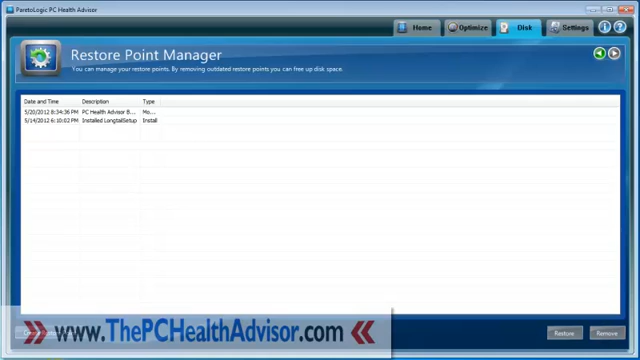 ParetoLogic PC Health Advisor
Home Optimize Disk Settings
Restore Point Manager
You can manage your restore points. By removing outdated restore points you can free up disk space.
Date and Time Description Type
5/20/2012 8:34:36 PM PC Health Advisor B... Mo...
5/14/2012 6:10:02 PM Installed LongtailSetup Install
www.ThePCHealthAdvisor.com
Restore Remove